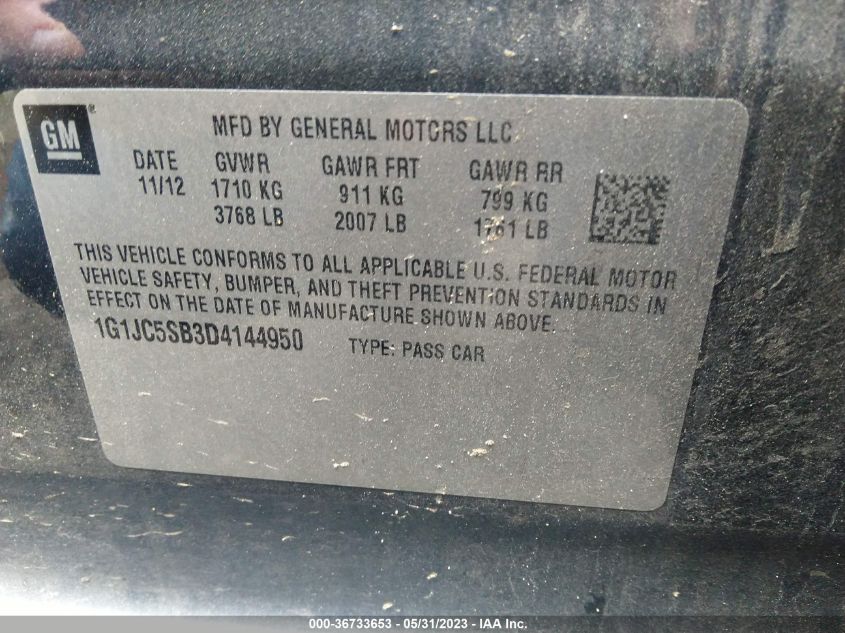 GM ®
MFD BY GENERAL MOTORS LLC
DATE GVWR GAWR FRT GAWR RR
11/12 1710 KG 911 KG 799 KG
3768 LB 2007 LB 1761 LB
THIS VEHICLE CONFORMS TO ALL APPLICABLE U.S. FEDERAL MOTOR
VEHICLE SAFETY, BUMPER, AND THEFT PREVENTION STANDARDS IN
EFFECT ON THE DATE OF MANUFACTURE SHOWN ABOVE.
1G1JC5SB3D4144950 TYPE: PASS CAR
000-36733653 - 05/31/2023 - IAA Inc.